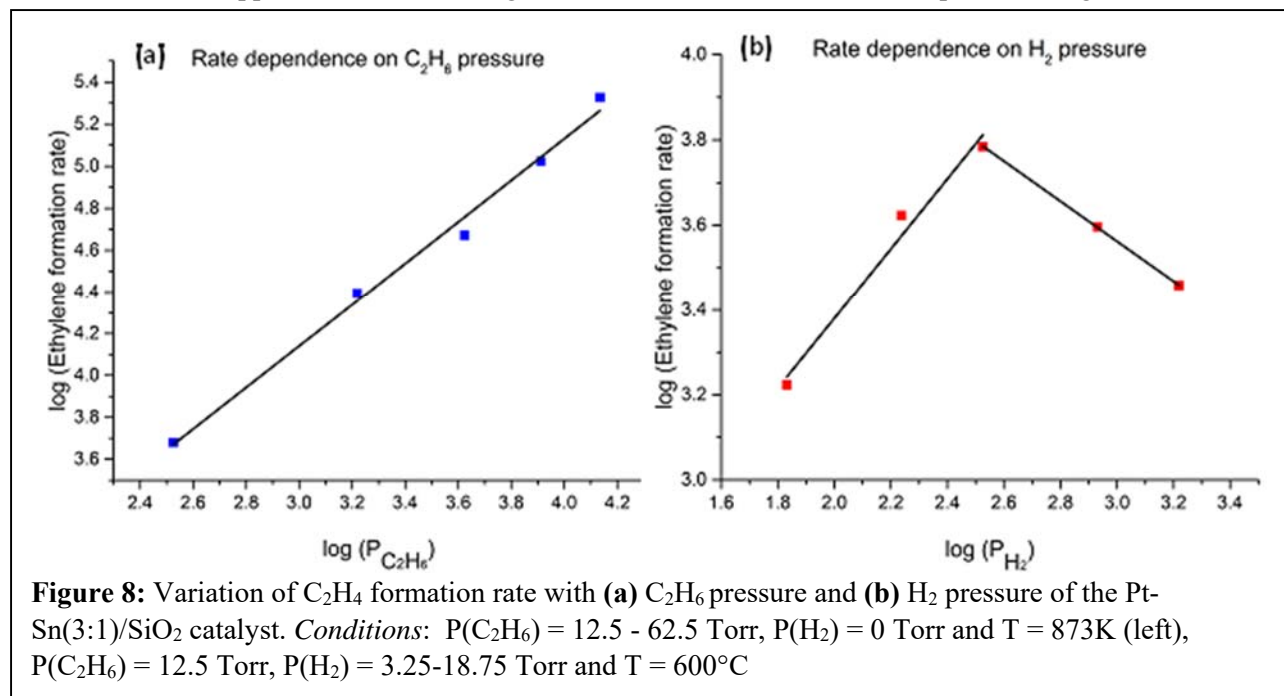 (a) Rate dependence on C₂H₆ pressure
log (Ethylene formation rate)
5.4
5.2
5.0
4.8
4.6
4.4
4.2
4.0
3.8
3.6
2.4 2.6 2.8 3.0 3.2 3.4 3.6 3.8 4.0 4.2
log (P C₂H₆)
(b) Rate dependence on H₂ pressure
log (Ethylene formation rate)
4.0
3.8
3.6
3.4
3.2
3.0
1.6 1.8 2.0 2.2 2.4 2.6 2.8 3.0 3.2 3.4
log (P H₂)
Figure 8: Variation of C₂H₄ formation rate with (a) C₂H₆ pressure and (b) H₂ pressure of the Pt-
Sn(3:1)/SiO₂ catalyst. Conditions: P(C₂H₆) = 12.5 - 62.5 Torr, P(H₂) = 0 Torr and T = 873K (left),
P(C₂H₆) = 12.5 Torr, P(H₂) = 3.25-18.75 Torr and T = 600°C